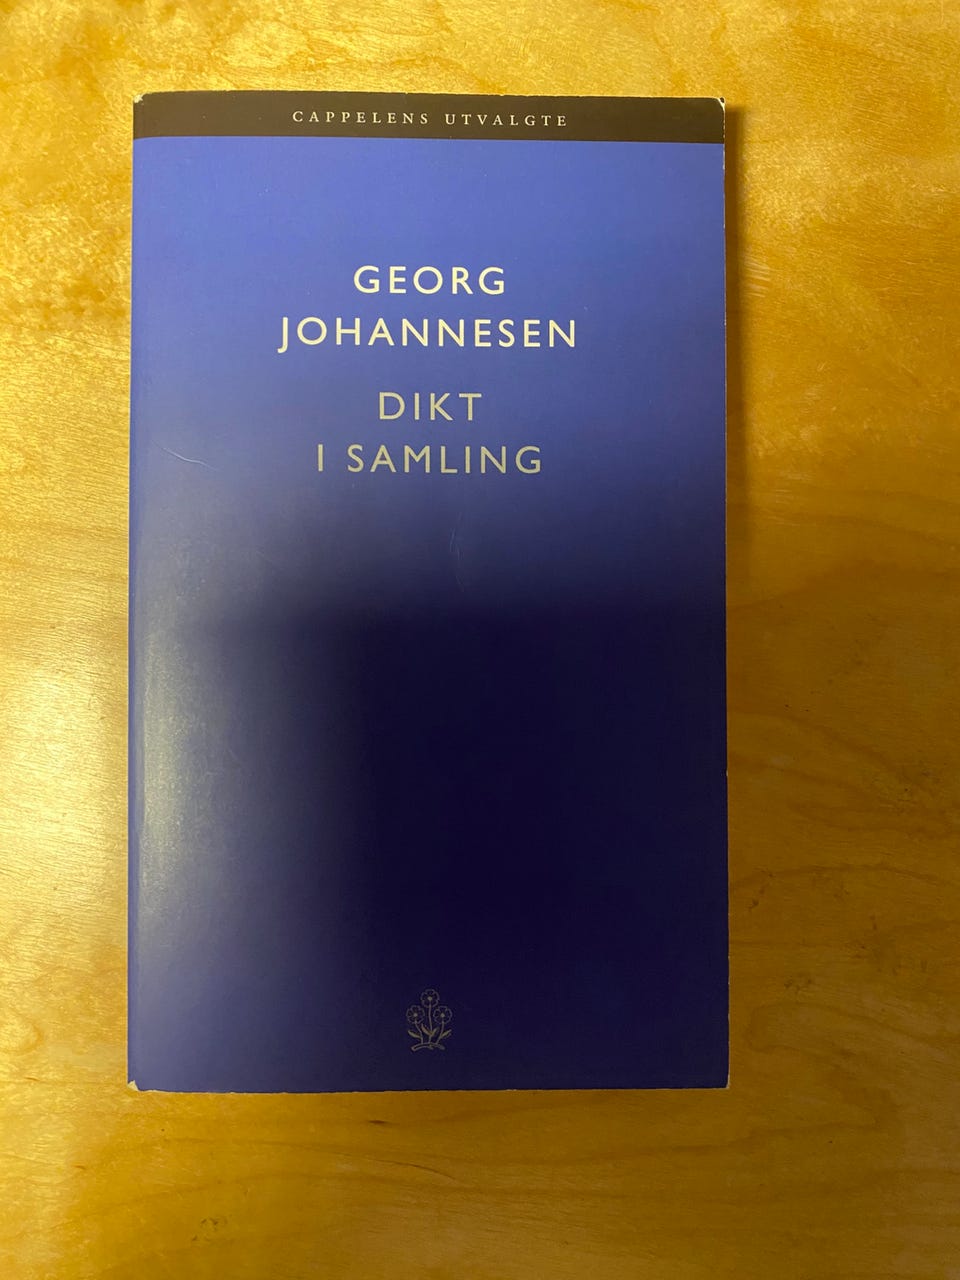 CAPPELENS UTVALGTE
GEORG
JOHANNESEN
DIKT
I SAMLING